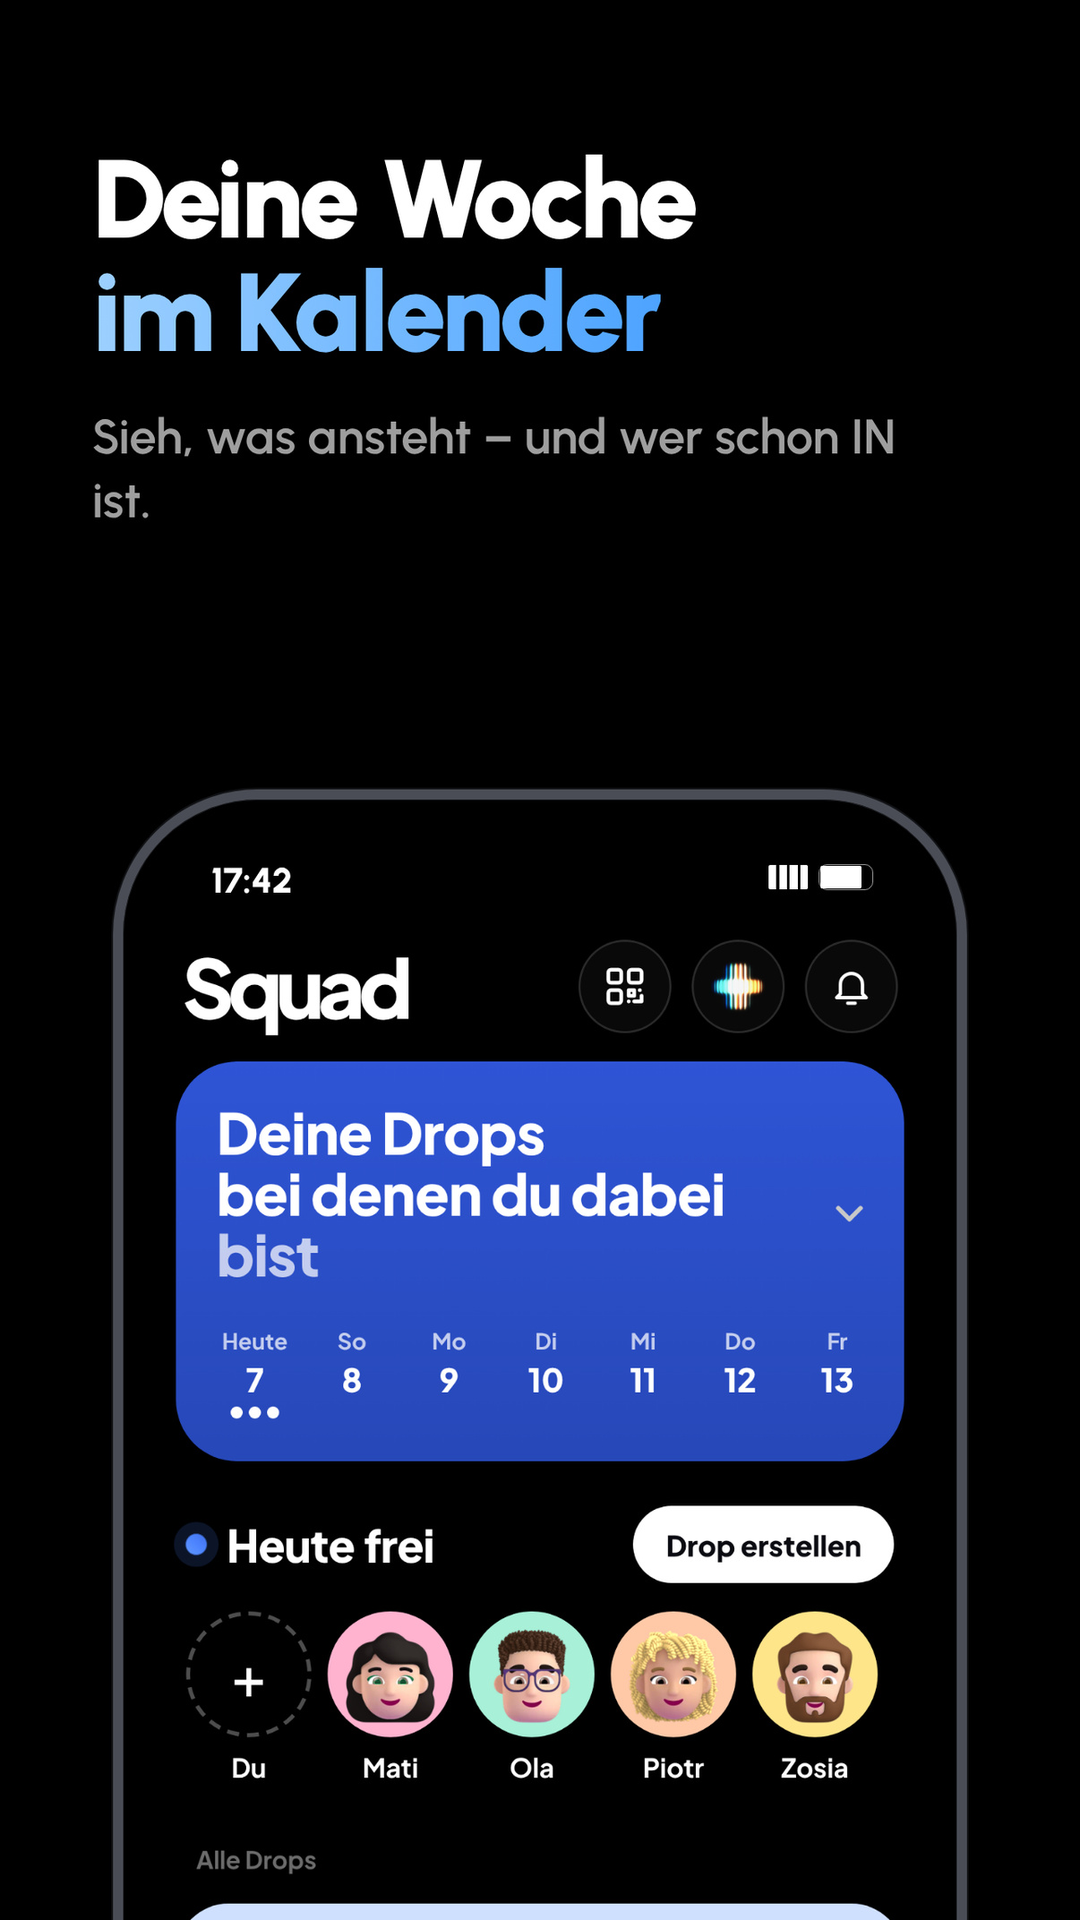 Deine Woche
im Kalender
Sieh, was ansteht – und wer schon IN
ist.
17:42
Squad
Deine Drops
bei denen du dabei
bist
Heute So Mo Di Mi Do Fr
7 8 9 10 11 12 13
Heute frei
Drop erstellen
Du Mati Ola Piotr Zosia
Alle Drops